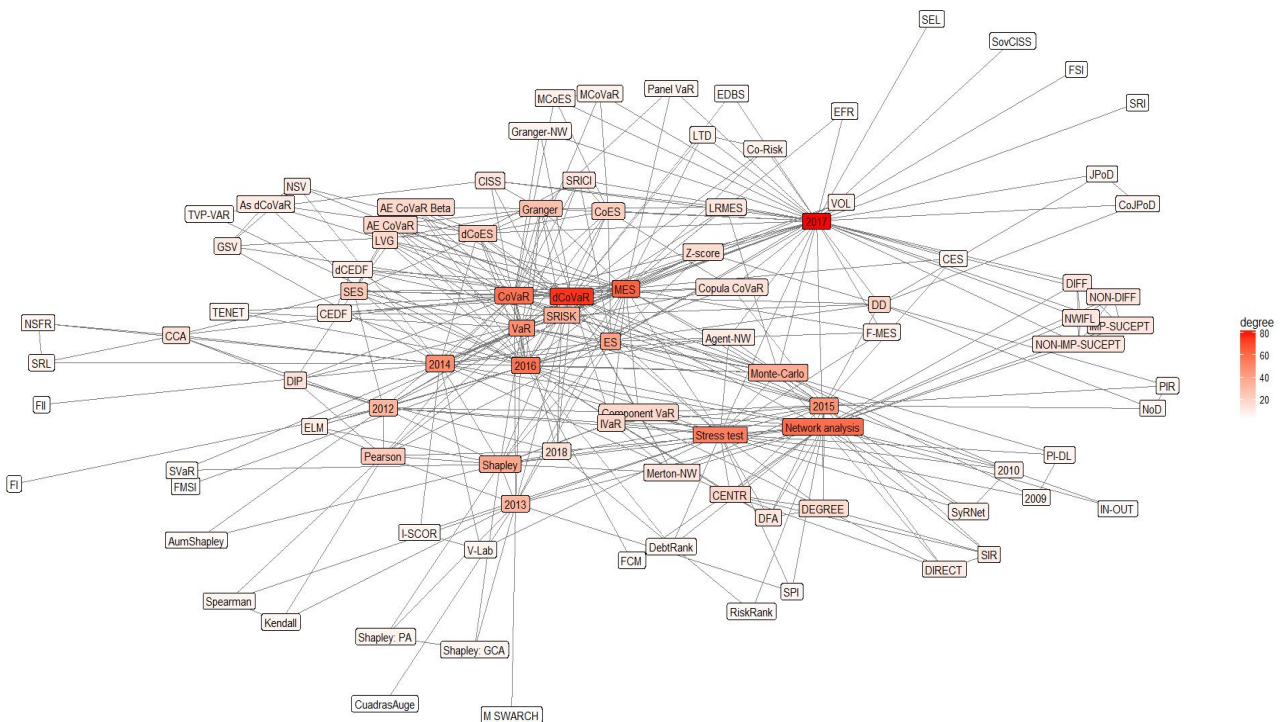 SEL
SovCISS
FSI
SRI
Panel VaR
MCoVaR
MCoES
EDBS
EFR
Granger-NW
LTD
Co-Risk
JPoD
CISS
SRICI
NSV
As dCoVaR
AE CoVaR Beta
TVP-VAR
AE CoVaR
Granger
CoES
LRMES
VOL
CoJPoD
2017
LVG
dCoES
GSV
Z-score
CES
dCEDF
SES
CoVaR
dCoVaR
MES
Copula CoVaR
DIFF
NON-DIFF
DD
TENET
CEDF
SRISK
NWIFL
IMP-SUCEPT
NSFR
CCA
VaR
ES
Agent-NW
F-MES
NON-IMP-SUCEPT
degree
80
60
40
20
SRL
2014
2016
Monte-Carlo
DIP
PIR
FII
2012
2015
NoD
Component VaR
ELM
IVaR
Stress test
Network analysis
Pearson
Shapley
2018
PI-DL
SVaR
FMSI
Merton-NW
2010
FI
2009
CENTR
2013
DEGREE
SyRNet
IN-OUT
DFA
AumShapley
I-SCOR
V-Lab
DebtRank
FCM
SIR
DIRECT
SPI
Spearman
RiskRank
Kendall
Shapley: PA
Shapley: GCA
CuadrasAuge
M SWARCH